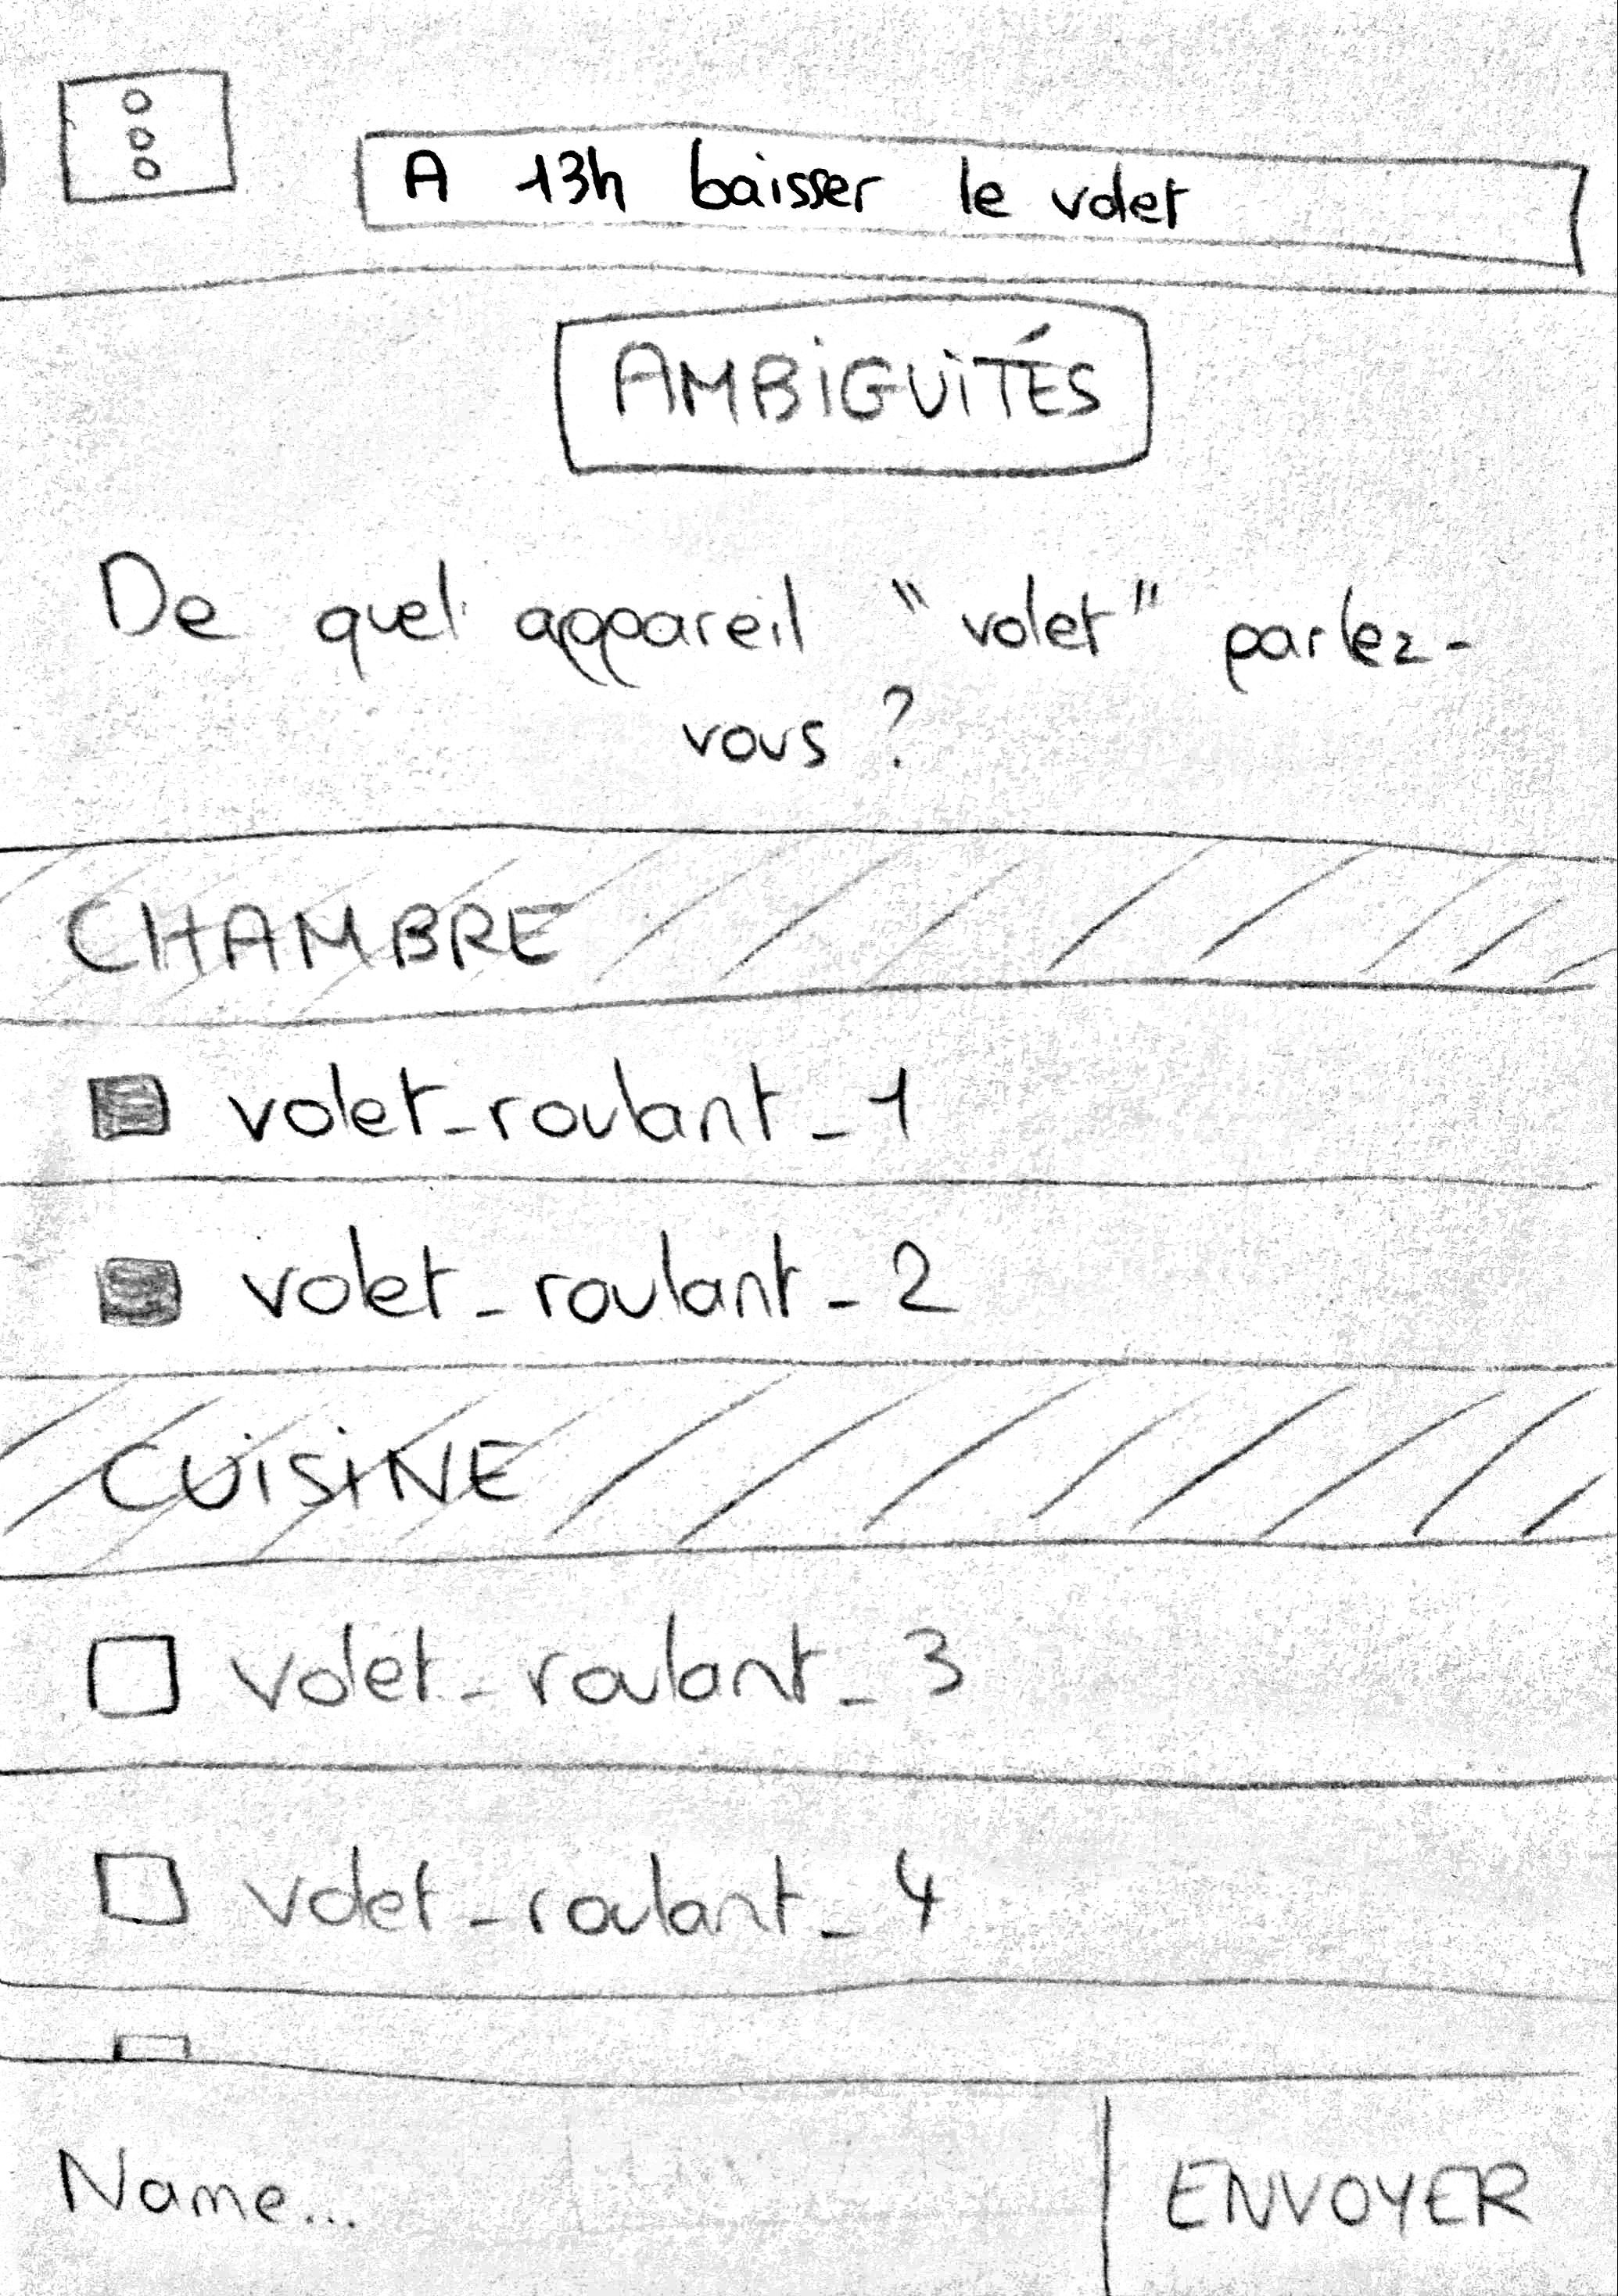 A 13h baisser le volet
AMBiGUiTÉS
De quel appareil "volet" parlez-
vous ?
CHAMBRE
volet_roulant_1
volet_roulant_2
CUiSiNE
volet_roulant_3
volet_roulant_4
Name...
ENVOYER